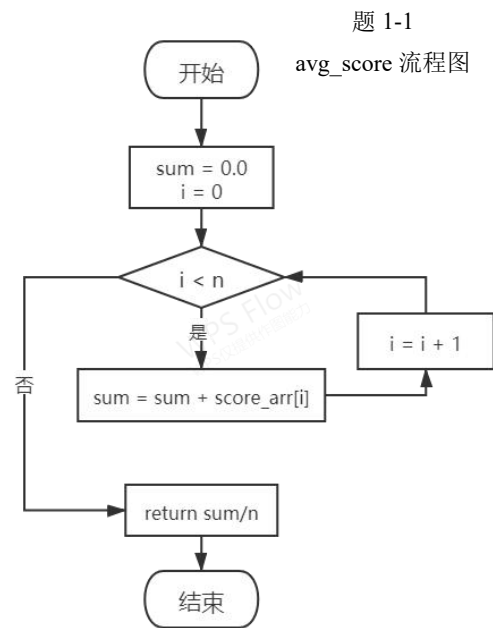 题 1-1
avg_score 流程图
开始
sum = 0.0
i = 0
i < n
是
i = i + 1
否
sum = sum + score_arr[i]
return sum/n
结束